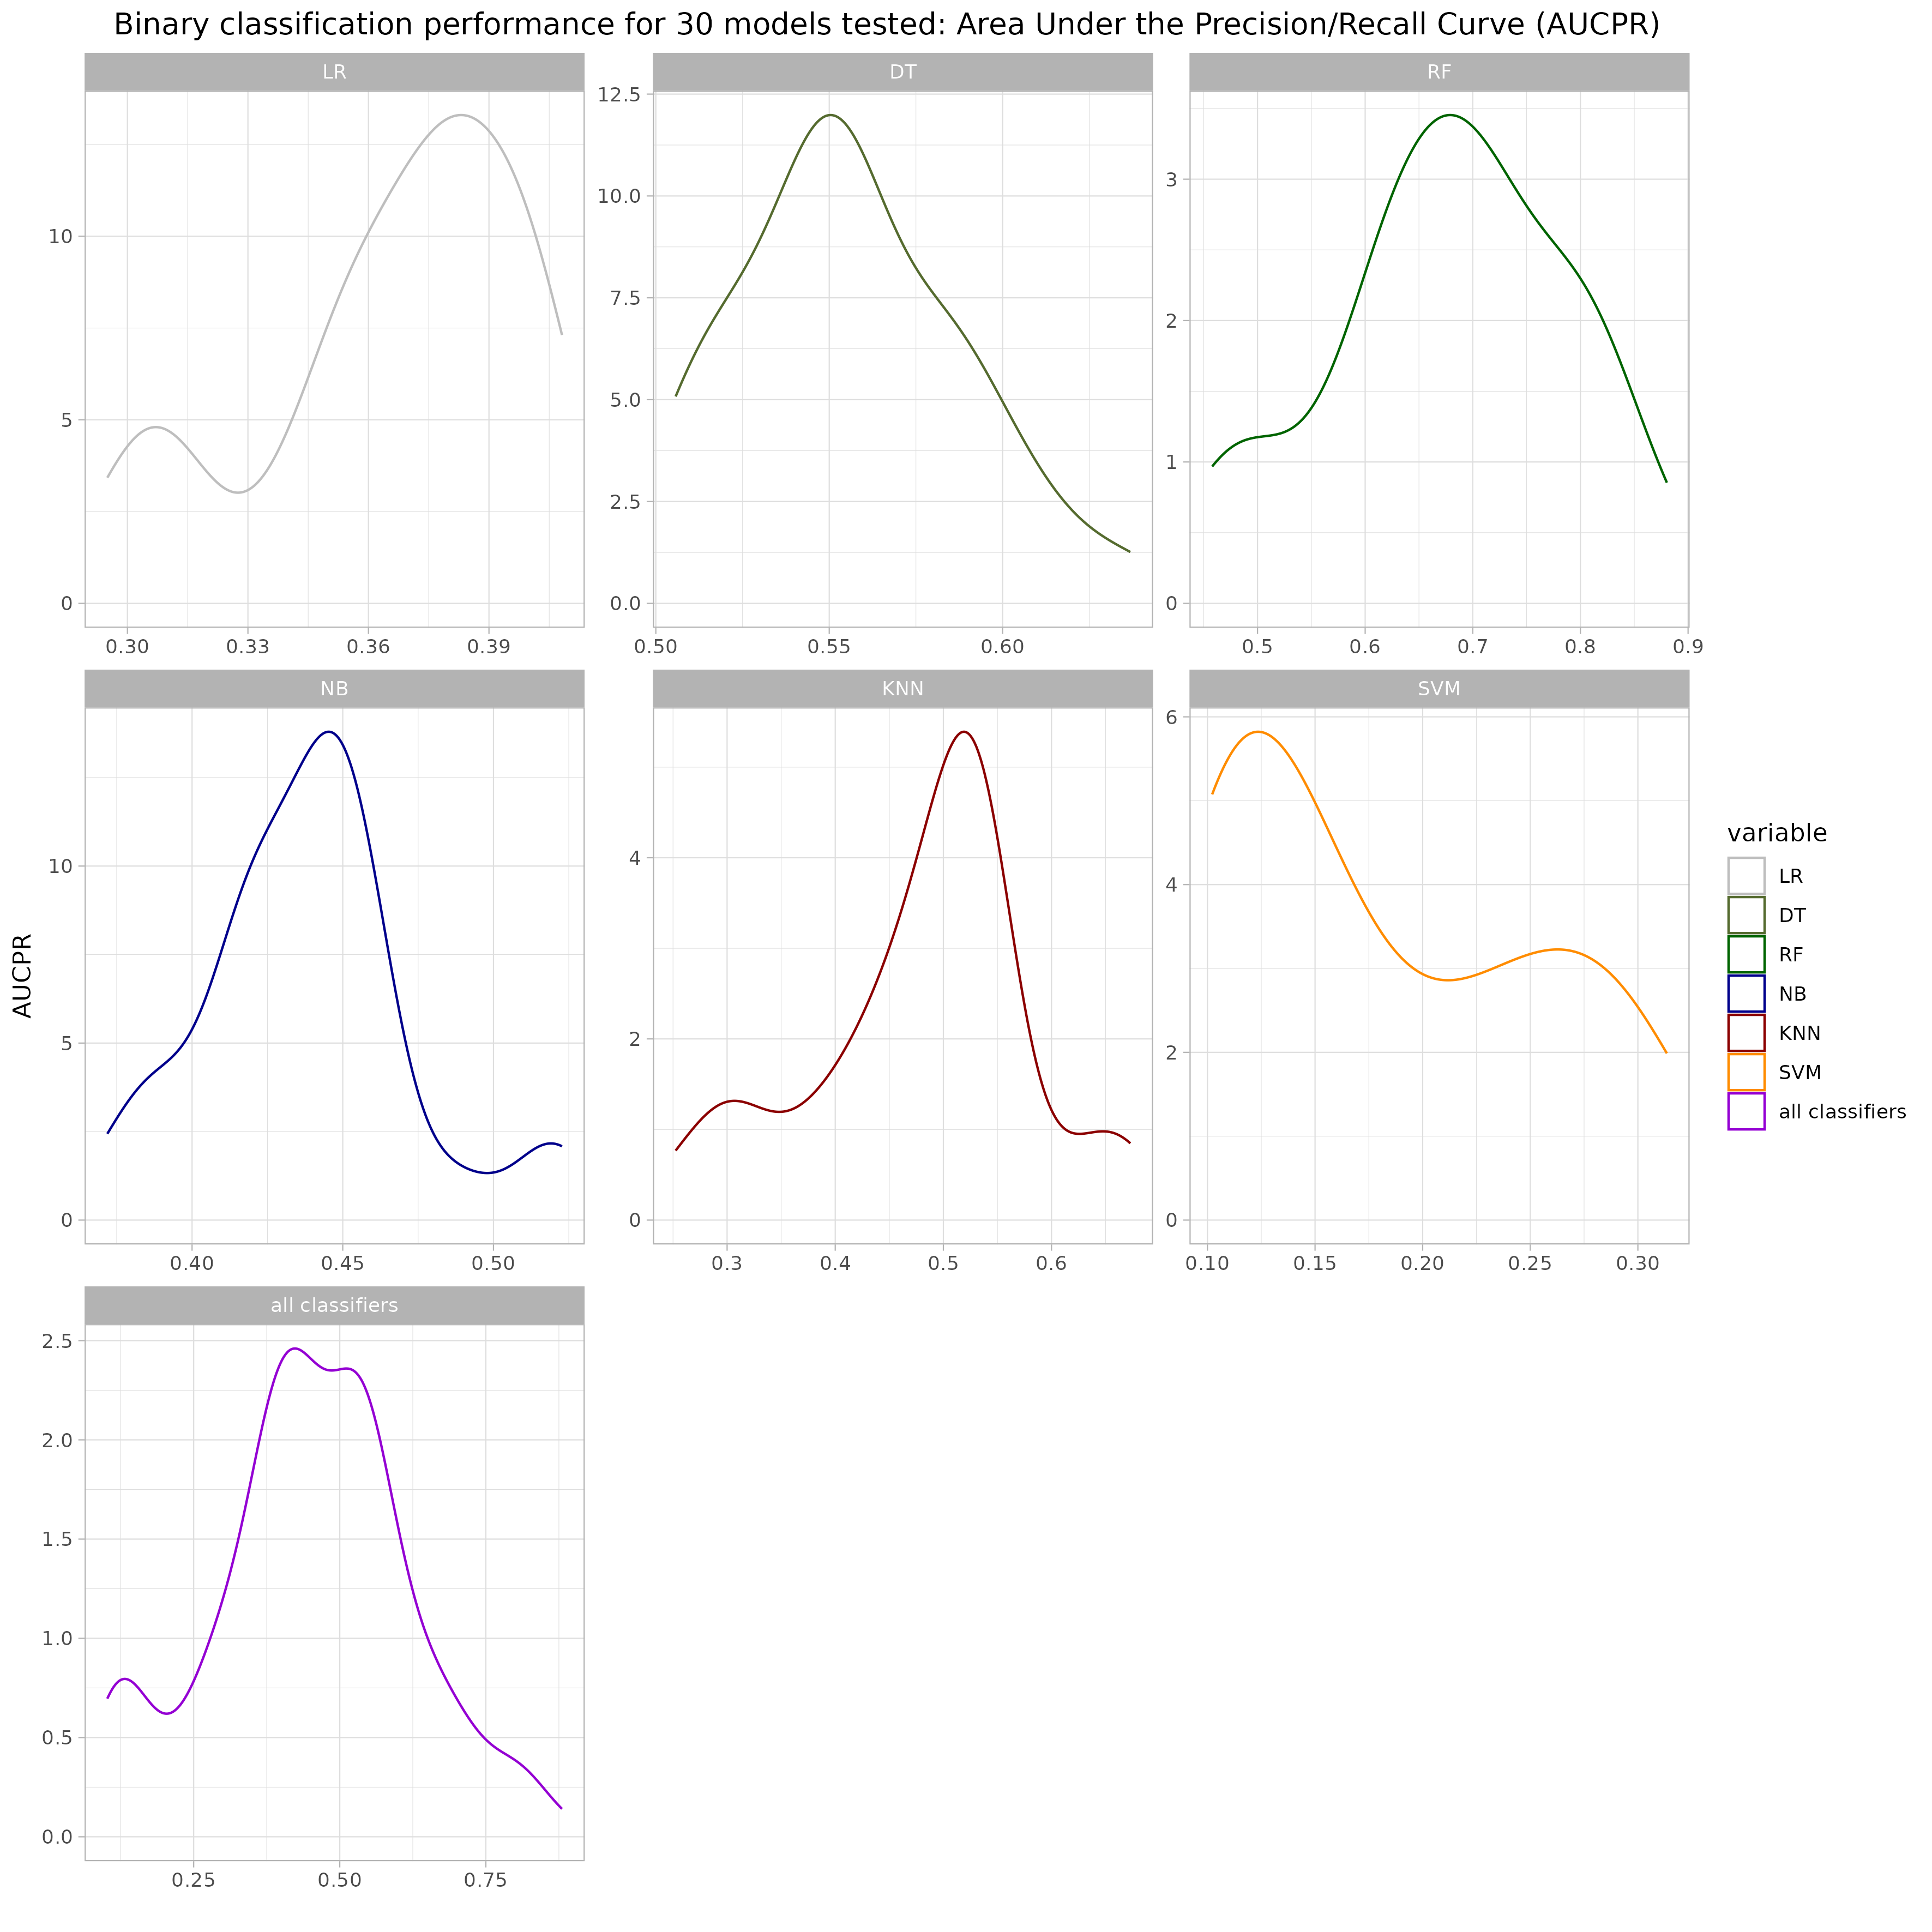 Binary classification performance for 30 models tested: Area Under the Precision/Recall Curve (AUCPR)
LR
DT
RF
10
5
0
0.30 0.33 0.36 0.39
12.5
10.0
7.5
5.0
2.5
0.0
0.50 0.55 0.60
3
2
1
0
0.5 0.6 0.7 0.8 0.9
NB
KNN
SVM
AUCPR
10
5
0
0.40 0.45 0.50
4
2
0
0.3 0.4 0.5 0.6
6
4
2
0
0.10 0.15 0.20 0.25 0.30
all classifiers
2.5
2.0
1.5
1.0
0.5
0.0
0.25 0.50 0.75
variable
LR
DT
RF
NB
KNN
SVM
all classifiers